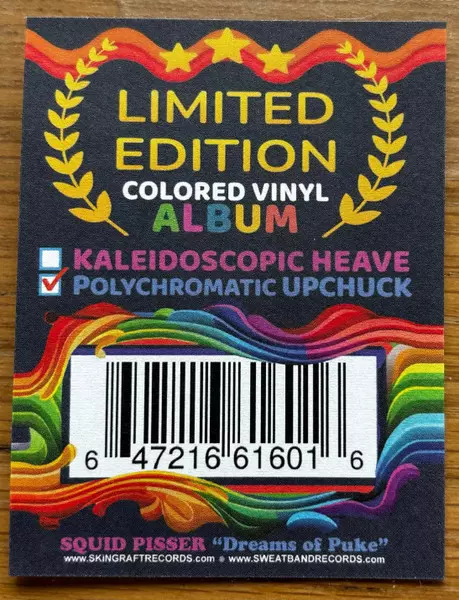 LIMITED
EDITION
COLORED VINYL
ALBUM
KALEIDOSCOPIC HEAVE
POLYCHROMATIC UPCHUCK
6 47216 61601 6
SQUID PISSER "Dreams of Puke"
www.SKINGRAFTRECORDS.com • www.SWEATBANDRECORDS.com